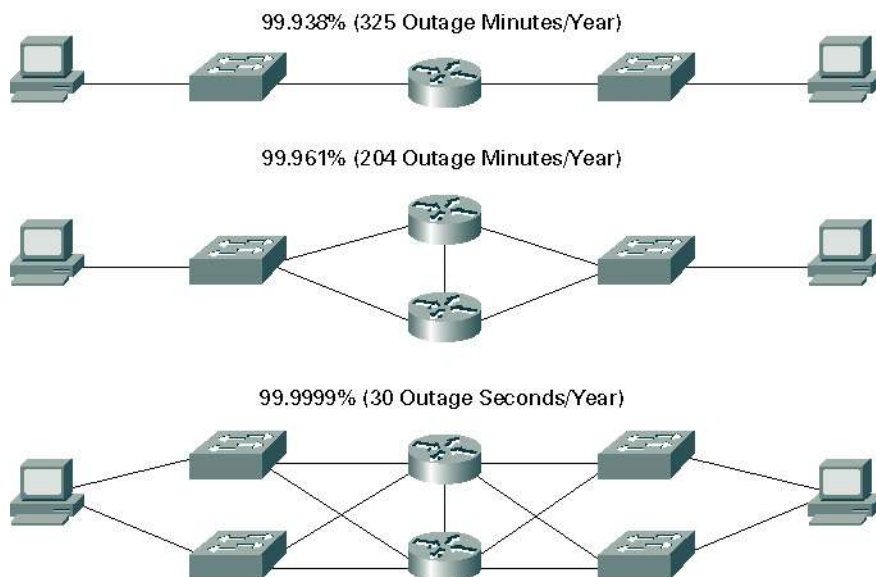 99.938% (325 Outage Minutes/Year)
99.961% (204 Outage Minutes/Year)
99.9999% (30 Outage Seconds/Year)